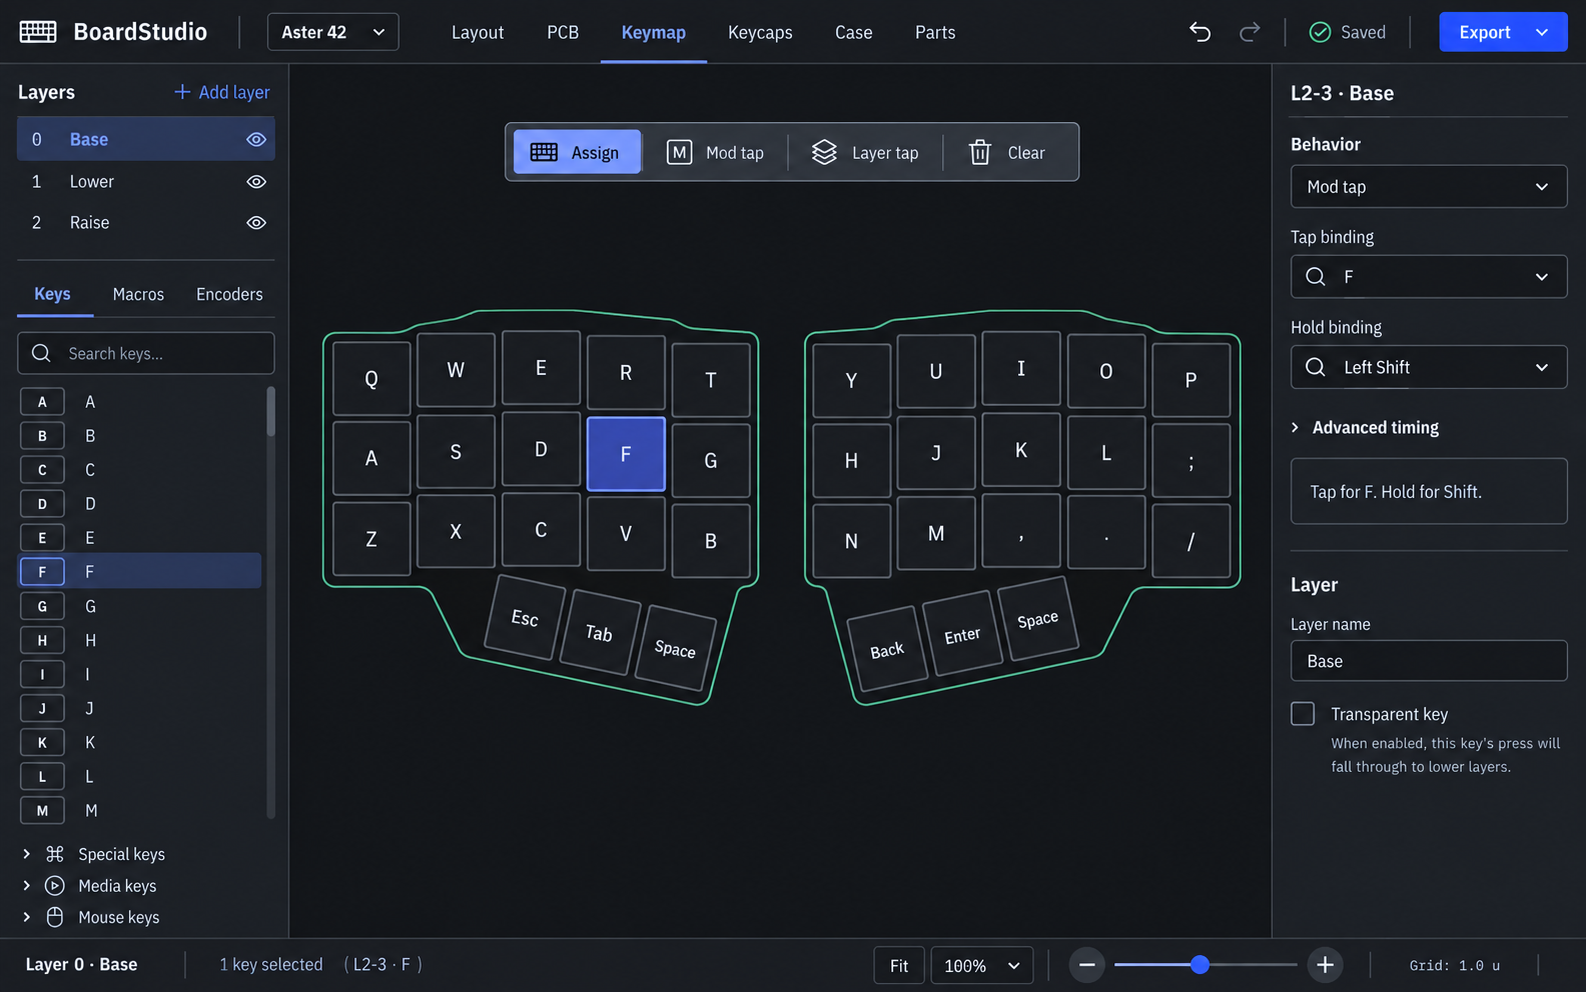 BoardStudio
Aster 42
Layout PCB Keymap Keycaps Case Parts
Saved
Export
Layers
Add layer
0 Base
1 Lower
2 Raise
Keys Macros Encoders
Search keys...
A A
B B
C C
D D
E E
F F
G G
H H
I I
J J
K K
L L
M M
Special keys
Media keys
Mouse keys
Assign
M Mod tap
Layer tap
Clear
Q W E R T
A S D F G
Z X C V B
Esc Tab Space
Y U I O P
H J K L ;
N M , . /
Back Enter Space
L2-3 · Base
Behavior
Mod tap
Tap binding
F
Hold binding
Left Shift
Advanced timing
Tap for F. Hold for Shift.
Layer
Layer name
Base
Transparent key
When enabled, this key's press will
fall through to lower layers.
Layer 0 · Base
1 key selected ( L2-3 · F )
Fit
100%
Grid: 1.0 u